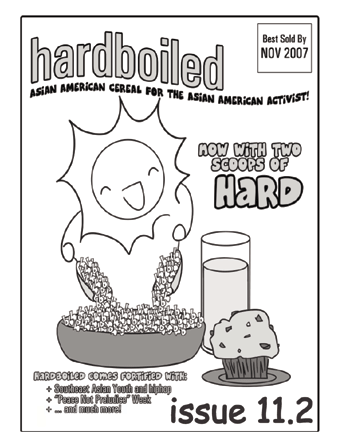 hardboiled
Best Sold By
NOV 2007
ASIAN AMERICAN CEREAL FOR THE ASIAN AMERICAN ACTIVIST!
NOW WITH TWO
SCOOPS OF
HARD
HARDBOILED COMES FORTIFIED WITH:
+ Southeast Asian Youth and hiphop
+ "Peace Not Prejudice" Week
+ ... and much more!
issue 11.2